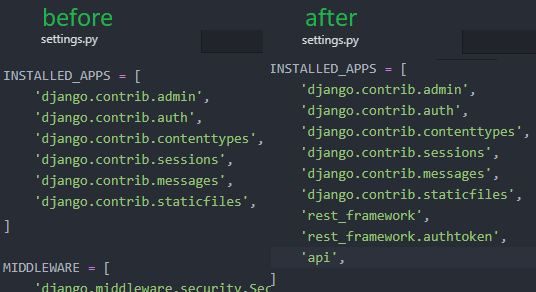 before
settings.py
INSTALLED_APPS = [
'django.contrib.admin',
'django.contrib.auth',
'django.contrib.contenttypes',
'django.contrib.sessions',
'django.contrib.messages',
'django.contrib.staticfiles',
]
MIDDLEWARE = [
'django.middleware.security.Sec
after
settings.py
INSTALLED_APPS = [
'django.contrib.admin',
'django.contrib.auth',
'django.contrib.contenttypes',
'django.contrib.sessions',
'django.contrib.messages',
'django.contrib.staticfiles',
'rest_framework',
'rest_framework.authtoken',
'api',
]